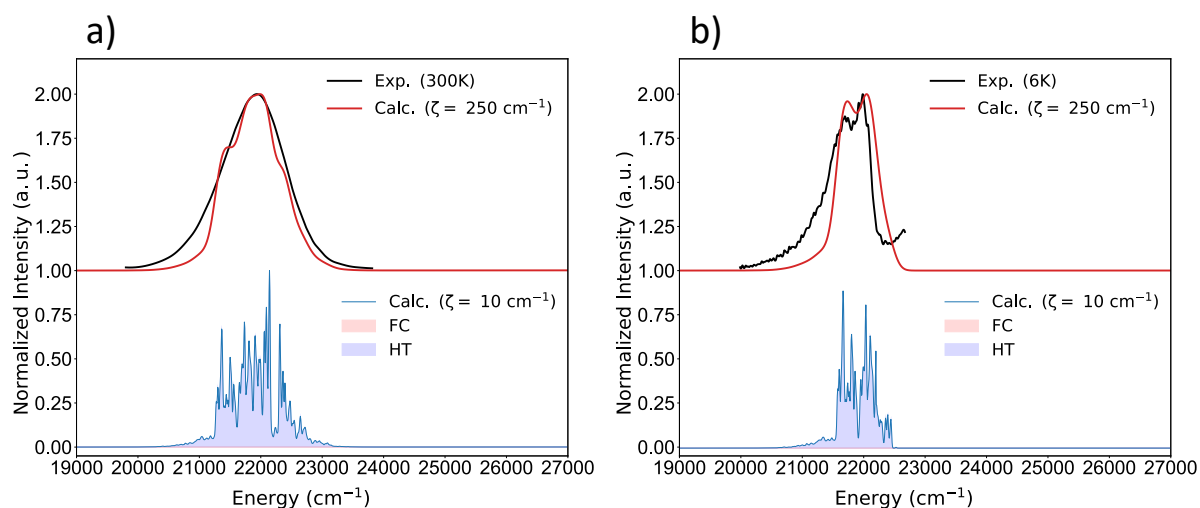 a)
Exp. (300K)
Calc. (ζ = 250 cm⁻¹)
Calc. (ζ = 10 cm⁻¹)
FC
HT
2.00
1.75
1.50
1.25
1.00
0.75
0.50
0.25
0.00
Normalized Intensity (a. u. )
19000 20000 21000 22000 23000 24000 25000 26000 27000
Energy (cm⁻¹)
b)
Exp. (6K)
Calc. (ζ = 250 cm⁻¹)
Calc. (ζ = 10 cm⁻¹)
FC
HT
2.00
1.75
1.50
1.25
1.00
0.75
0.50
0.25
0.00
Normalized Intensity (a. u. )
19000 20000 21000 22000 23000 24000 25000 26000 27000
Energy (cm⁻¹)